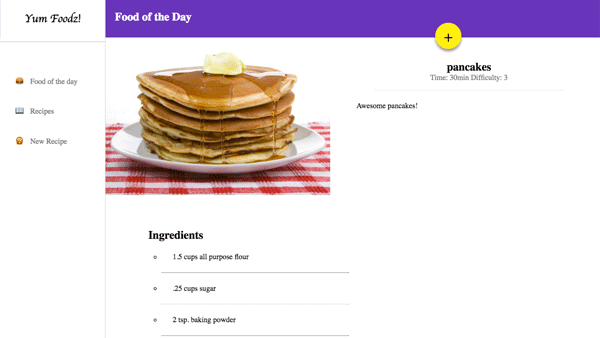 Yum Foodz!
Food of the Day
+
Food of the day
Recipes
New Recipe
pancakes
Time: 30min Difficulty: 3
Awesome pancakes!
Ingredients
1.5 cups all purpose flour
.25 cups sugar
2 tsp. baking powder